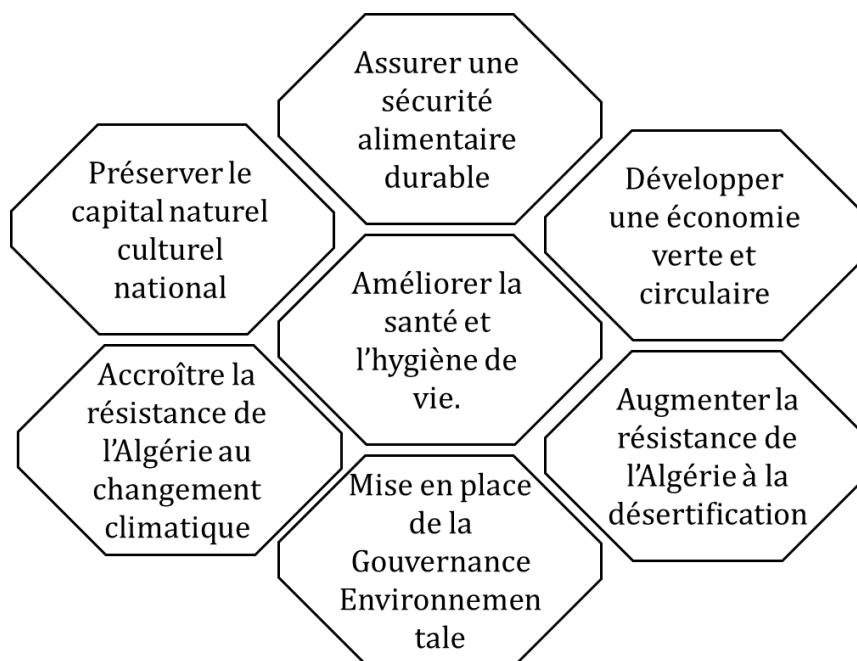 Assurer une
sécurité
alimentaire
durable
Préserver le
capital naturel
culturel
national
Développer
une économie
verte et
circulaire
Améliorer la
santé et
l'hygiène de
vie.
Accroître la
résistance de
l'Algérie au
changement
climatique
Augmenter la
résistance de
l'Algérie à la
désertification
Mise en place
de la
Gouvernance
Environnemen
tale